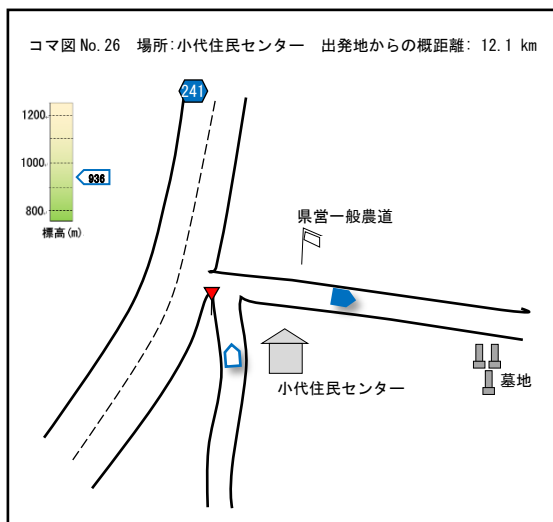 コマ図 No.26 場所:小代住民センター 出発地からの概距離: 12.1 km
241
1200
1000
936
800
標高(m)
県営一般農道
小代住民センター
墓地